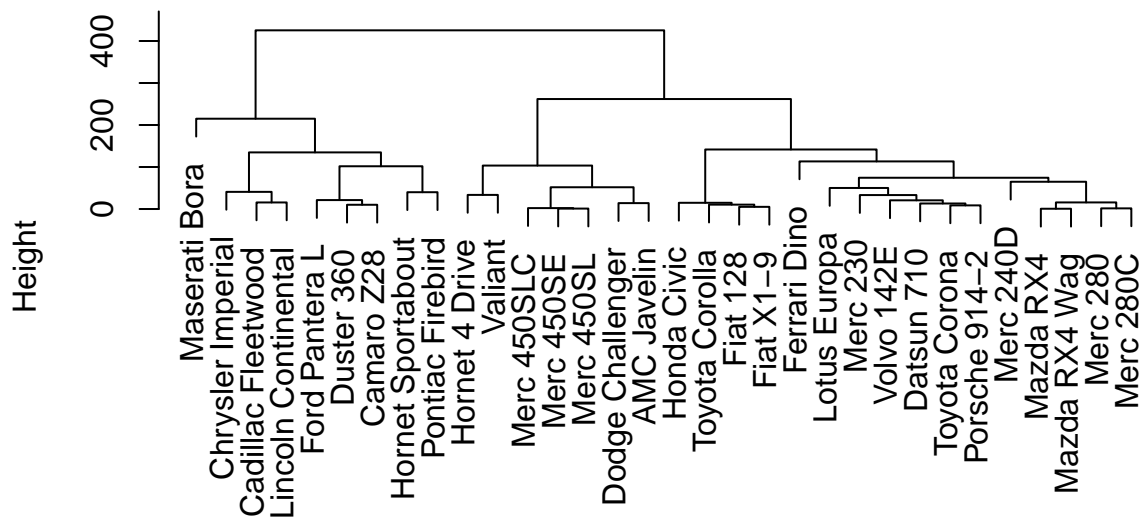 Height
0
200
400
Maserati Bora
Chrysler Imperial
Cadillac Fleetwood
Lincoln Continental
Ford Pantera L
Duster 360
Camaro Z28
Hornet Sportabout
Pontiac Firebird
Hornet 4 Drive
Valiant
Merc 450SLC
Merc 450SE
Merc 450SL
Dodge Challenger
AMC Javelin
Honda Civic
Toyota Corolla
Fiat 128
Fiat X1−9
Ferrari Dino
Lotus Europa
Merc 230
Volvo 142E
Datsun 710
Toyota Corona
Porsche 914−2
Merc 240D
Mazda RX4
Mazda RX4 Wag
Merc 280
Merc 280C